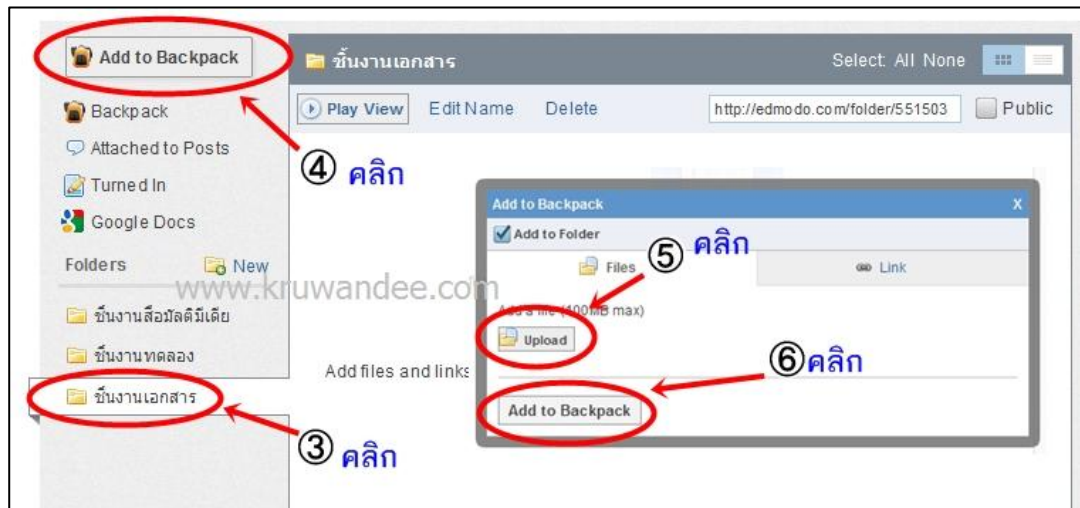 Add to Backpack
Backpack
Attached to Posts
Turned In
Google Docs
Folders New
ชิ้นงานสื่อมัลติมีเดีย
ชิ้นงานทดลอง
ชิ้นงานเอกสาร
③ คลิก
④ คลิก
ชิ้นงานเอกสาร Select: All None
Play View Edit Name Delete http://edmodo.com/folder/551503 Public
Add files and links
Add to Backpack X
Add to Folder
Files Link
⑤ คลิก
Add a file (100MB max)
Upload
⑥ คลิก
Add to Backpack
www.kruwandee.com